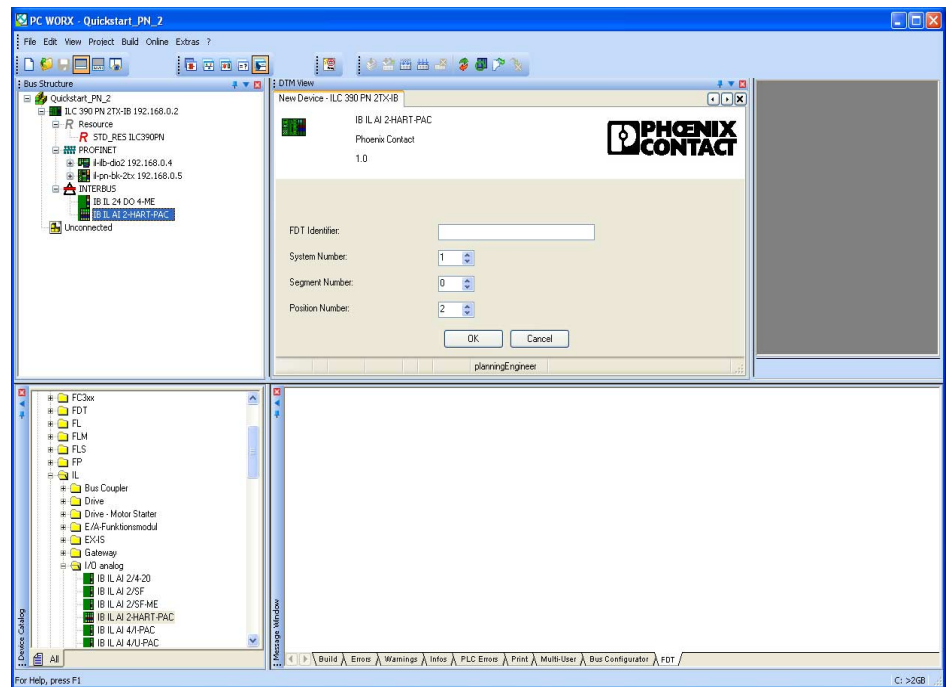 PC WORX - Quickstart_PN_2
File Edit View Project Build Online Extras ?
Bus Structure
Quickstart_PN_2
ILC 390 PN 2TX-IB 192.168.0.2
R Resource
R STD_RES ILC390PN
PROFINET
il-ilb-dio2 192.168.0.4
il-pn-bk-2tx 192.168.0.5
INTERBUS
IB IL 24 DO 4-ME
IB IL AI 2-HART-PAC
Unconnected
DTM View
New Device - ILC 390 PN 2TX-IB
IB IL AI 2-HART-PAC
Phoenix Contact
1.0
PHŒNIX
CONTACT
FDT Identifier:
System Number: 1
Segment Number: 0
Position Number: 2
OK Cancel
planningEngineer
FC3xx
FDT
FL
FLM
FLS
FP
IL
Bus Coupler
Drive
Drive - Motor Starter
E/A-Funktionsmodul
EX-IS
Gateway
I/O analog
IB IL AI 2/4-20
IB IL AI 2/SF
IB IL AI 2/SF-ME
IB IL AI 2-HART-PAC
IB IL AI 4/I-PAC
IB IL AI 4/U-PAC
All
Device Catalog
Message Window
Build Errors Warnings Infos PLC Errors Print Multi-User Bus Configurator FDT
For Help, press F1
C: >2GB